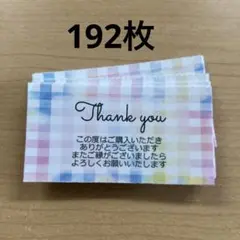 192枚
Thank you
この度はご購入いただき
ありがとうございます
またご縁がございましたら
よろしくお願いいたします